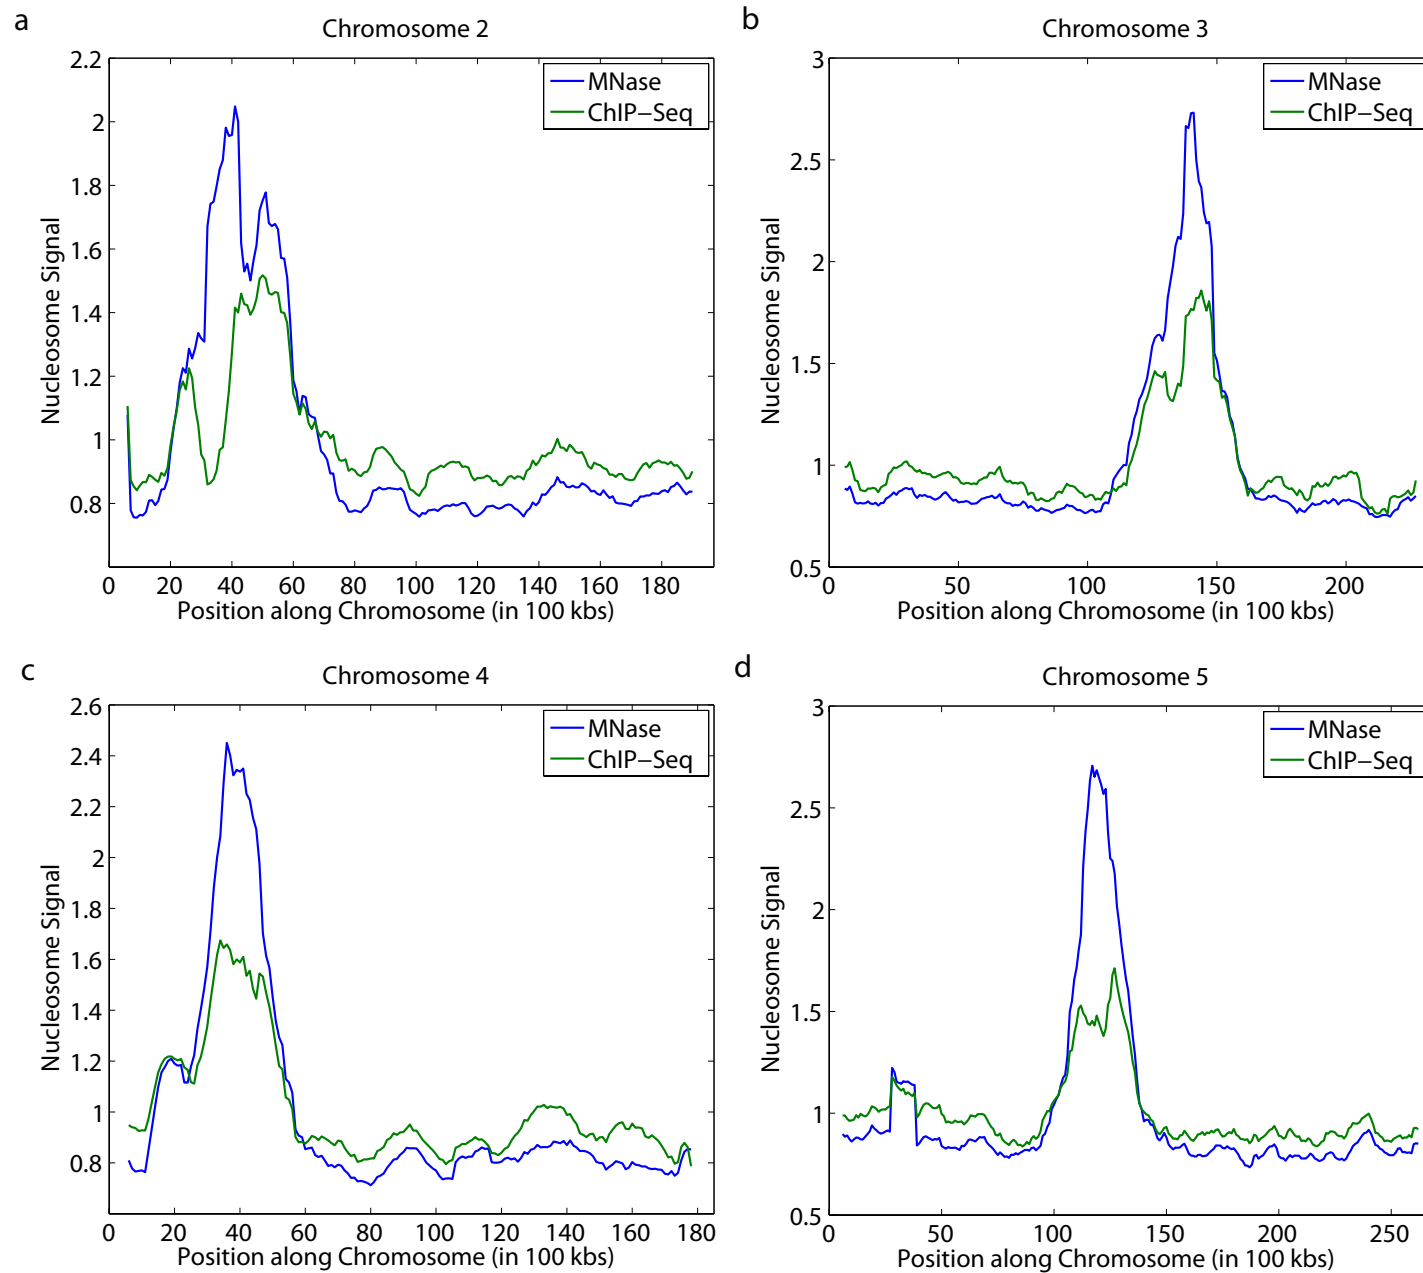 a
Chromosome 2
2.2
2
1.8
1.6
1.4
1.2
1
0.8
Nucleosome Signal
MNase
ChIP−Seq
0 20 40 60 80 100 120 140 160 180
Position along Chromosome (in 100 kbs)
b
Chromosome 3
3
2.5
2
1.5
1
0.5
Nucleosome Signal
MNase
ChIP−Seq
0 50 100 150 200
Position along Chromosome (in 100 kbs)
c
Chromosome 4
2.6
2.4
2.2
2
1.8
1.6
1.4
1.2
1
0.8
Nucleosome Signal
MNase
ChIP−Seq
0 20 40 60 80 100 120 140 160 180
Position along Chromosome (in 100 kbs)
d
Chromosome 5
3
2.5
2
1.5
1
0.5
Nucleosome Signal
MNase
ChIP−Seq
0 50 100 150 200 250
Position along Chromosome (in 100 kbs)